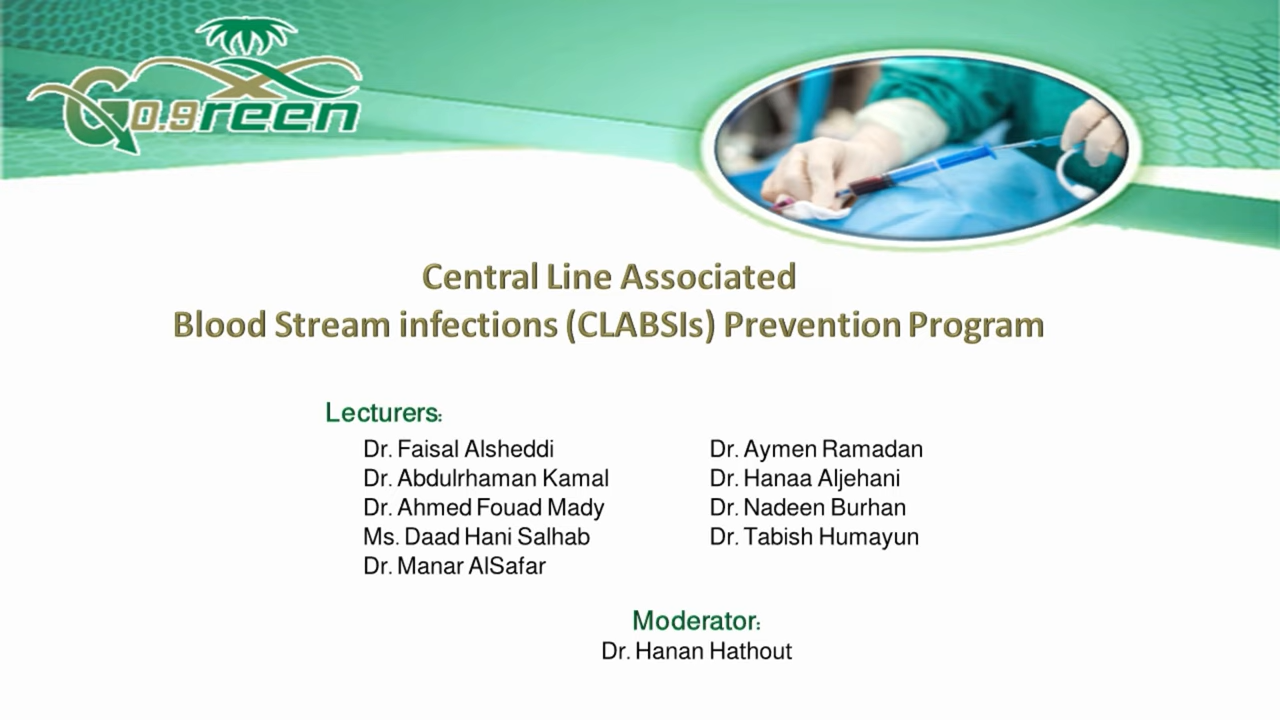 Go.green
Central Line Associated
Blood Stream infections (CLABSIs) Prevention Program
Lecturers:
Dr. Faisal Alsheddi
Dr. Abdulrhaman Kamal
Dr. Ahmed Fouad Mady
Ms. Daad Hani Salhab
Dr. Manar AlSafar
Dr. Aymen Ramadan
Dr. Hanaa Aljehani
Dr. Nadeen Burhan
Dr. Tabish Humayun
Moderator:
Dr. Hanan Hathout